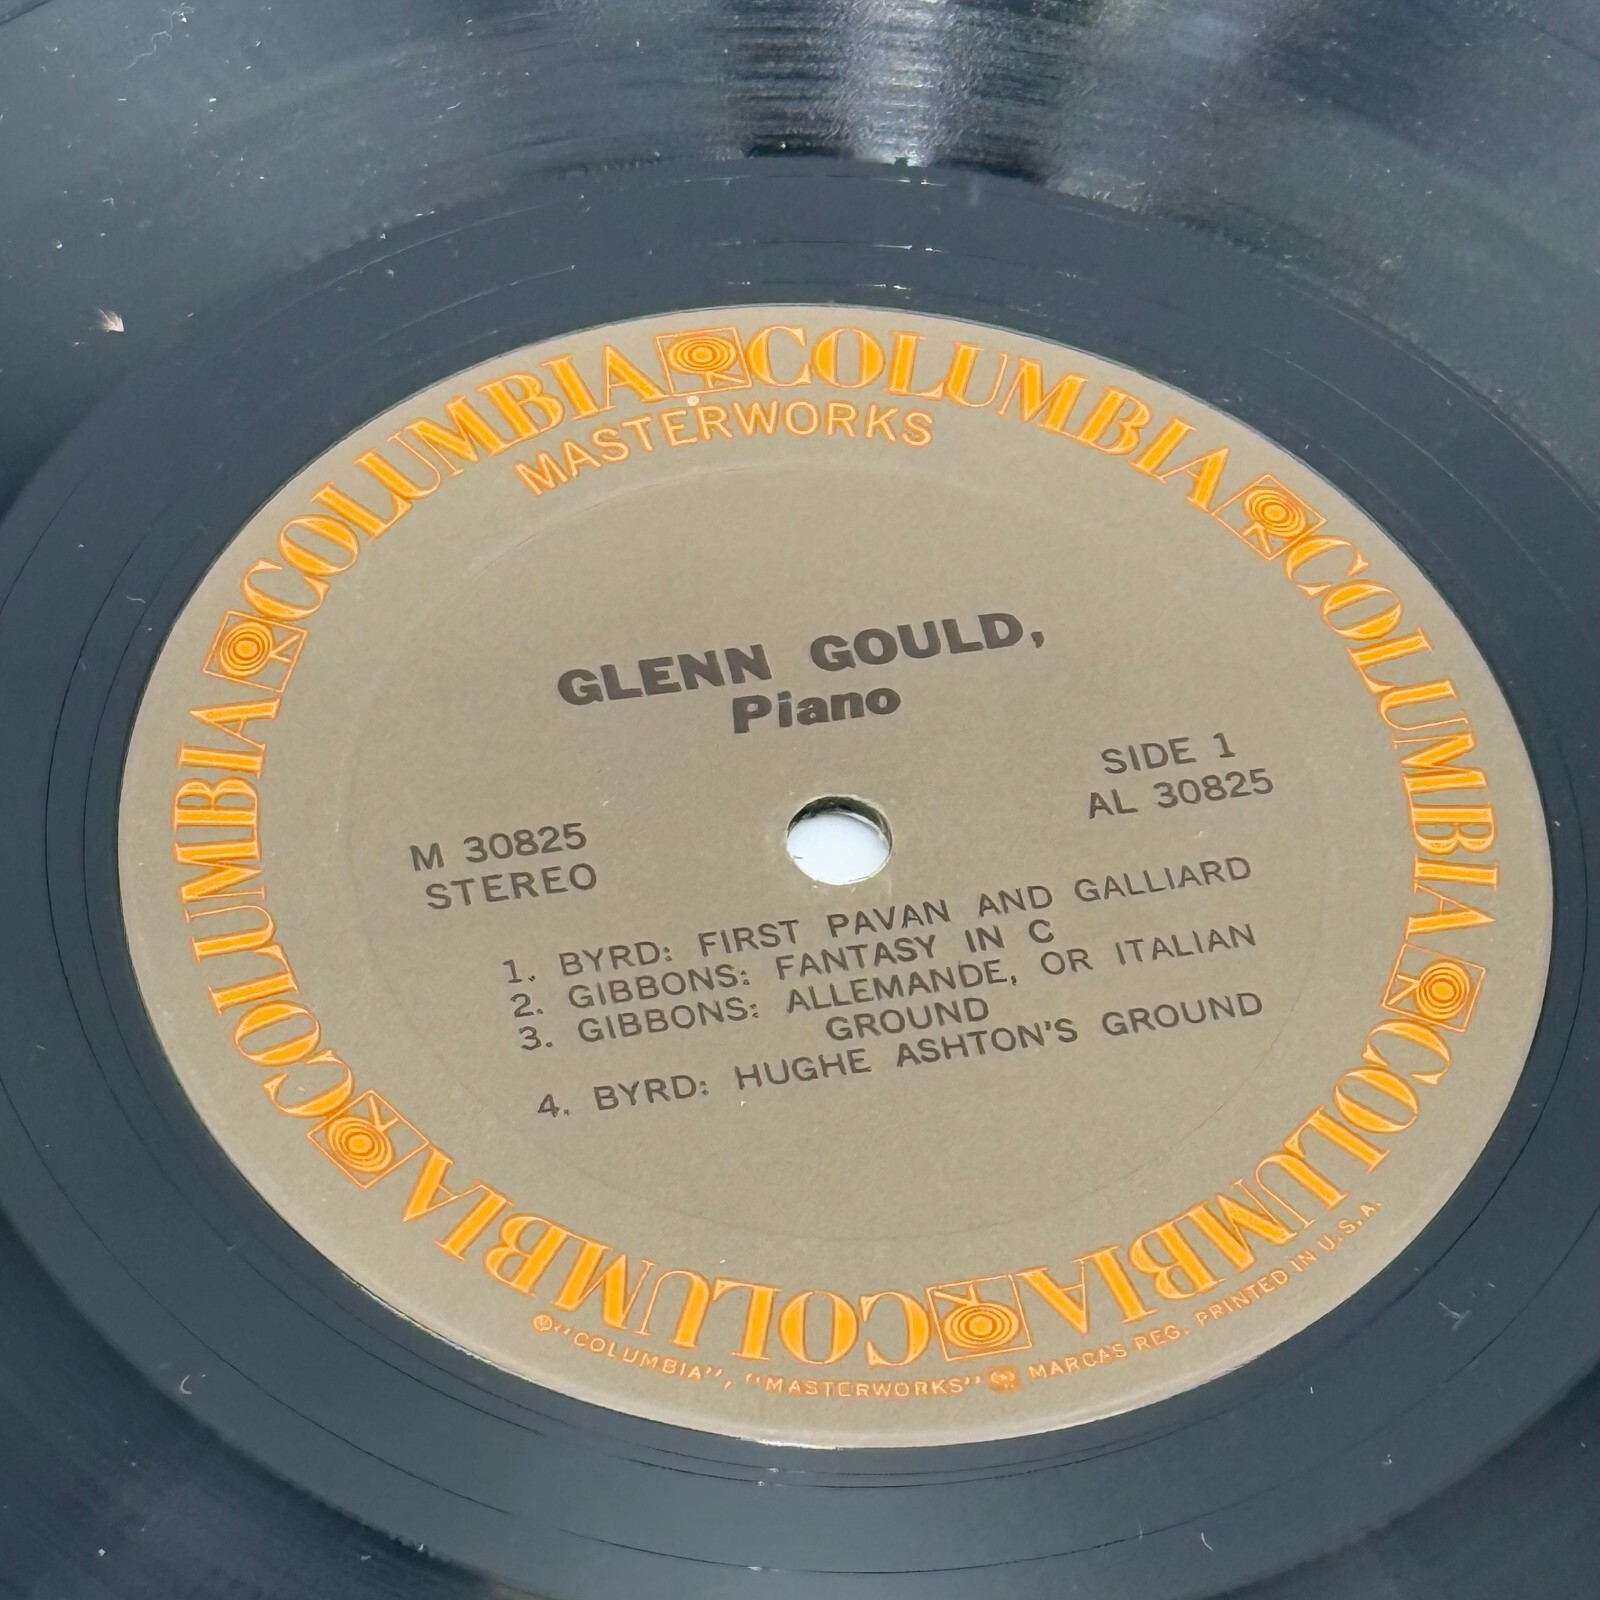 COLUMBIA COLUMBIA COLUMBIA COLUMBIA COLUMBIA COLUMBIA
MASTERWORKS
GLENN GOULD,
Piano
SIDE 1
AL 30825
M 30825
STEREO
1. BYRD: FIRST PAVAN AND GALLIARD
2. GIBBONS: FANTASY IN C
3. GIBBONS: ALLEMANDE, OR ITALIAN
GROUND
4. BYRD: HUGHE ASHTON'S GROUND
"COLUMBIA", "MASTERWORKS" MARCAS REG. PRINTED IN U.S.A.